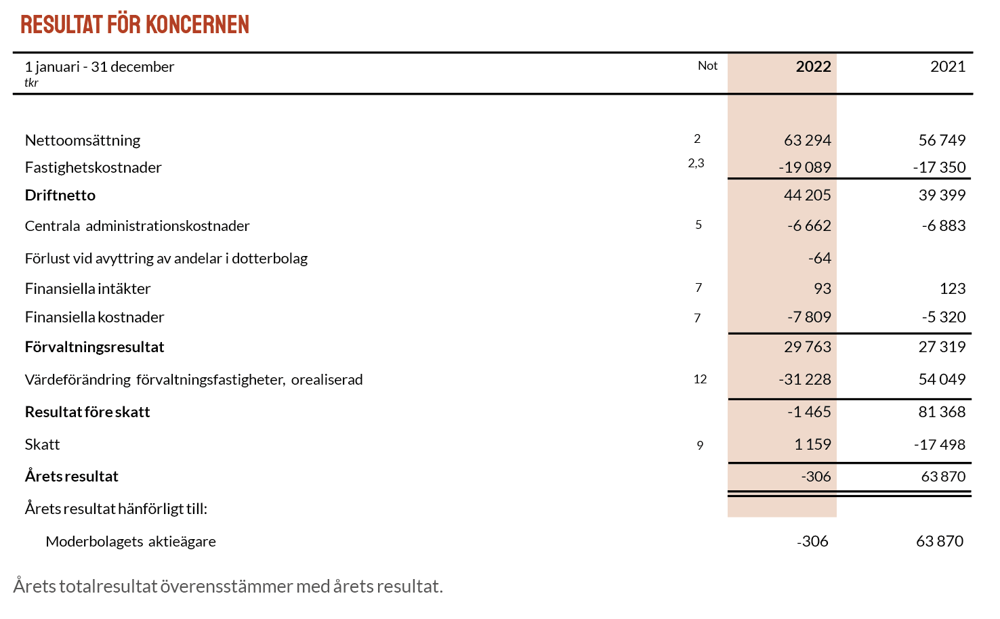 RESULTAT FÖR KONCERNEN
1 januari - 31 december Not 2022 2021
tkr
Nettoomsättning 2 63 294 56 749
Fastighetskostnader 2,3 -19 089 -17 350
Driftnetto 44 205 39 399
Centrala administrationskostnader 5 -6 662 -6 883
Förlust vid avyttring av andelar i dotterbolag -64
Finansiella intäkter 7 93 123
Finansiella kostnader 7 -7 809 -5 320
Förvaltningsresultat 29 763 27 319
Värdeförändring förvaltningsfastigheter, orealiserad 12 -31 228 54 049
Resultat före skatt -1 465 81 368
Skatt 9 1 159 -17 498
Årets resultat -306 63 870
Årets resultat hänförligt till:
Moderbolagets aktieägare -306 63 870
Årets totalresultat överensstämmer med årets resultat.